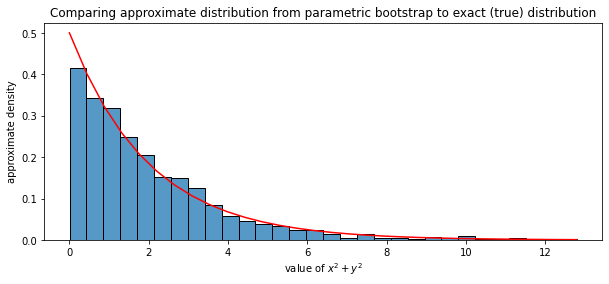 Comparing approximate distribution from parametric bootstrap to exact (true) distribution
approximate density
0.5
0.4
0.3
0.2
0.1
0.0
0 2 4 6 8 10 12
value of x² + y²